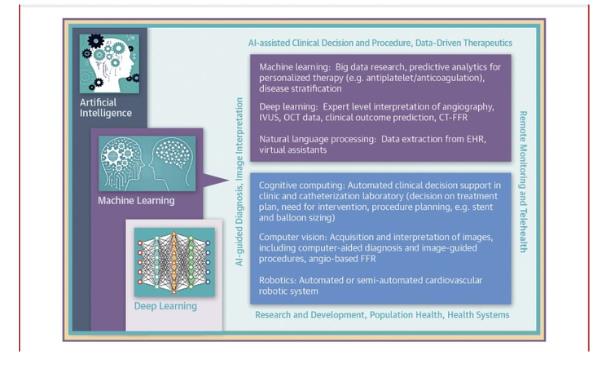 AI-assisted Clinical Decision and Procedure, Data-Driven Therapeutics
Artificial
Intelligence
Machine Learning
Deep Learning
AI-guided Diagnosis, Image Interpretation
Machine learning: Big data research, predictive analytics for
personalized therapy (e.g. antiplatelet/anticoagulation),
disease stratification
Deep learning: Expert level interpretation of angiography,
IVUS, OCT data, clinical outcome prediction, CT-FFR
Natural language processing: Data extraction from EHR,
virtual assistants
Cognitive computing: Automated clinical decision support in
clinic and catheterization laboratory (decision on treatment
plan, need for intervention, procedure planning, e.g. stent
and balloon sizing)
Computer vision: Acquisition and interpretation of images,
including computer-aided diagnosis and image-guided
procedures, angio-based FFR
Robotics: Automated or semi-automated cardiovascular
robotic system
Remote Monitoring and Telehealth
Research and Development, Population Health, Health Systems